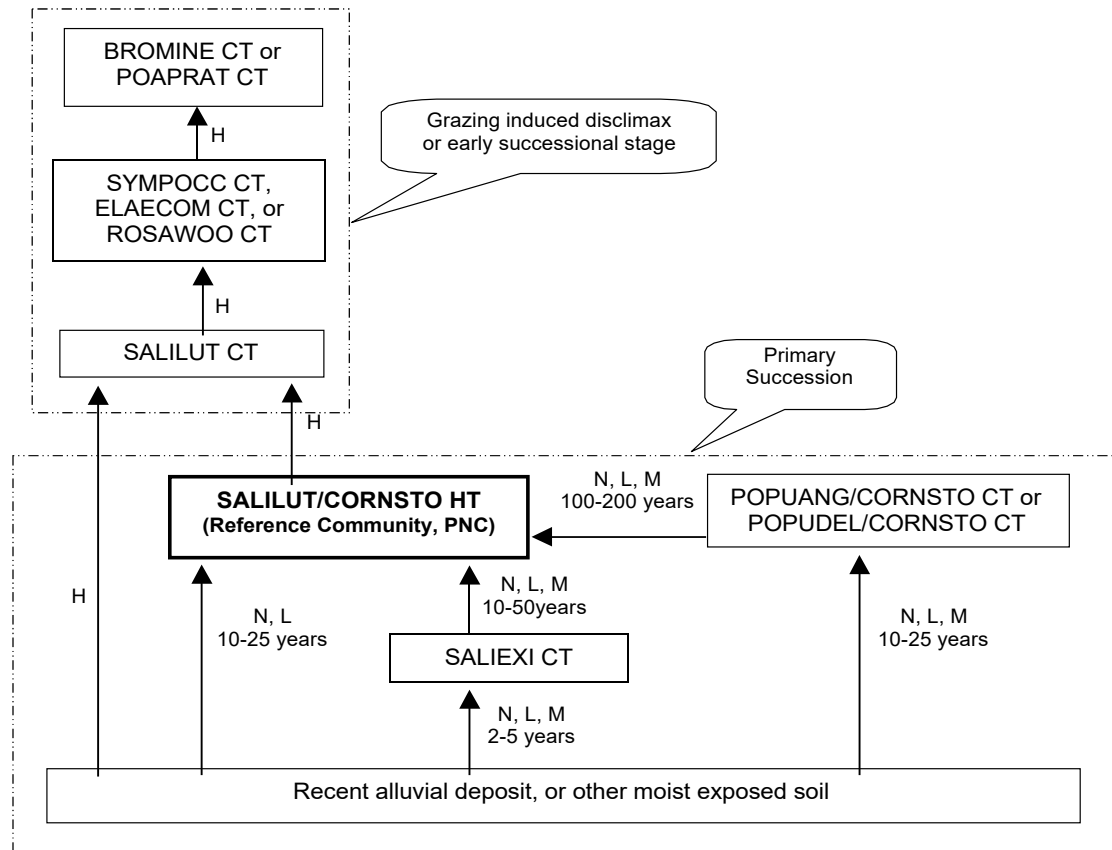 BROMINE CT or
POAPRAT CT
H
Grazing induced disclimax
or early successional stage
SYMPOCC CT,
ELAECOM CT, or
ROSAWOO CT
H
SALILUT CT
Primary
Succession
H
SALILUT/CORNSTO HT
(Reference Community, PNC)
N, L, M
100-200 years
POPUANG/CORNSTO CT or
POPUDEL/CORNSTO CT
H
N, L
10-25 years
N, L, M
10-50years
N, L, M
10-25 years
SALIEXI CT
N, L, M
2-5 years
Recent alluvial deposit, or other moist exposed soil